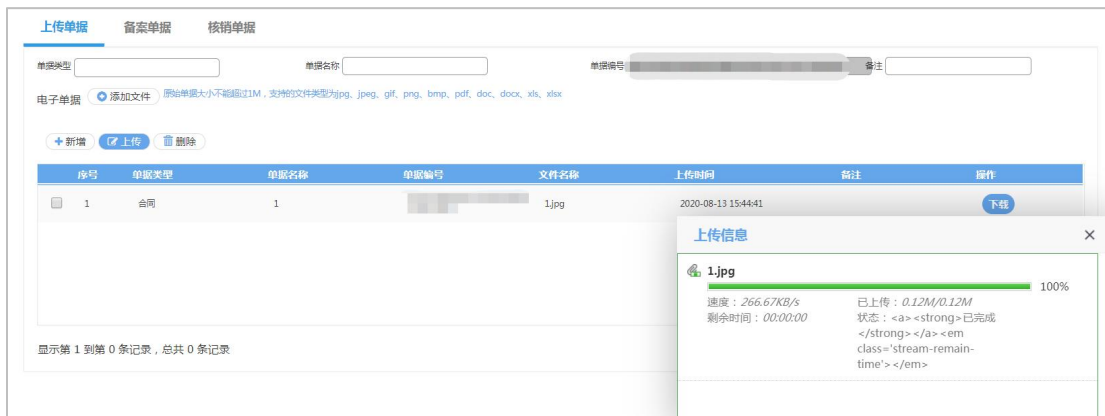 上传单据 备案单据 核销单据
单据类型 单据名称 单据编号 备注
电子单据 添加文件 原始单据大小不能超过1M，支持的文件类型为jpg、jpeg、gif、png、bmp、pdf、doc、docx、xls、xlsx
+新增 上传 删除
序号 单据类型 单据名称 单据编号 文件名称 上传时间 备注 操作
1 合同 1 1.jpg 2020-08-13 15:44:41 下载
上传信息 ×
1.jpg
100%
速度：266.67KB/s 已上传：0.12M/0.12M
剩余时间：00:00:00 状态：<a><strong>已完成
</strong></a><em
class='stream-remain-
time'></em>
显示第 1 到第 0 条记录，总共 0 条记录